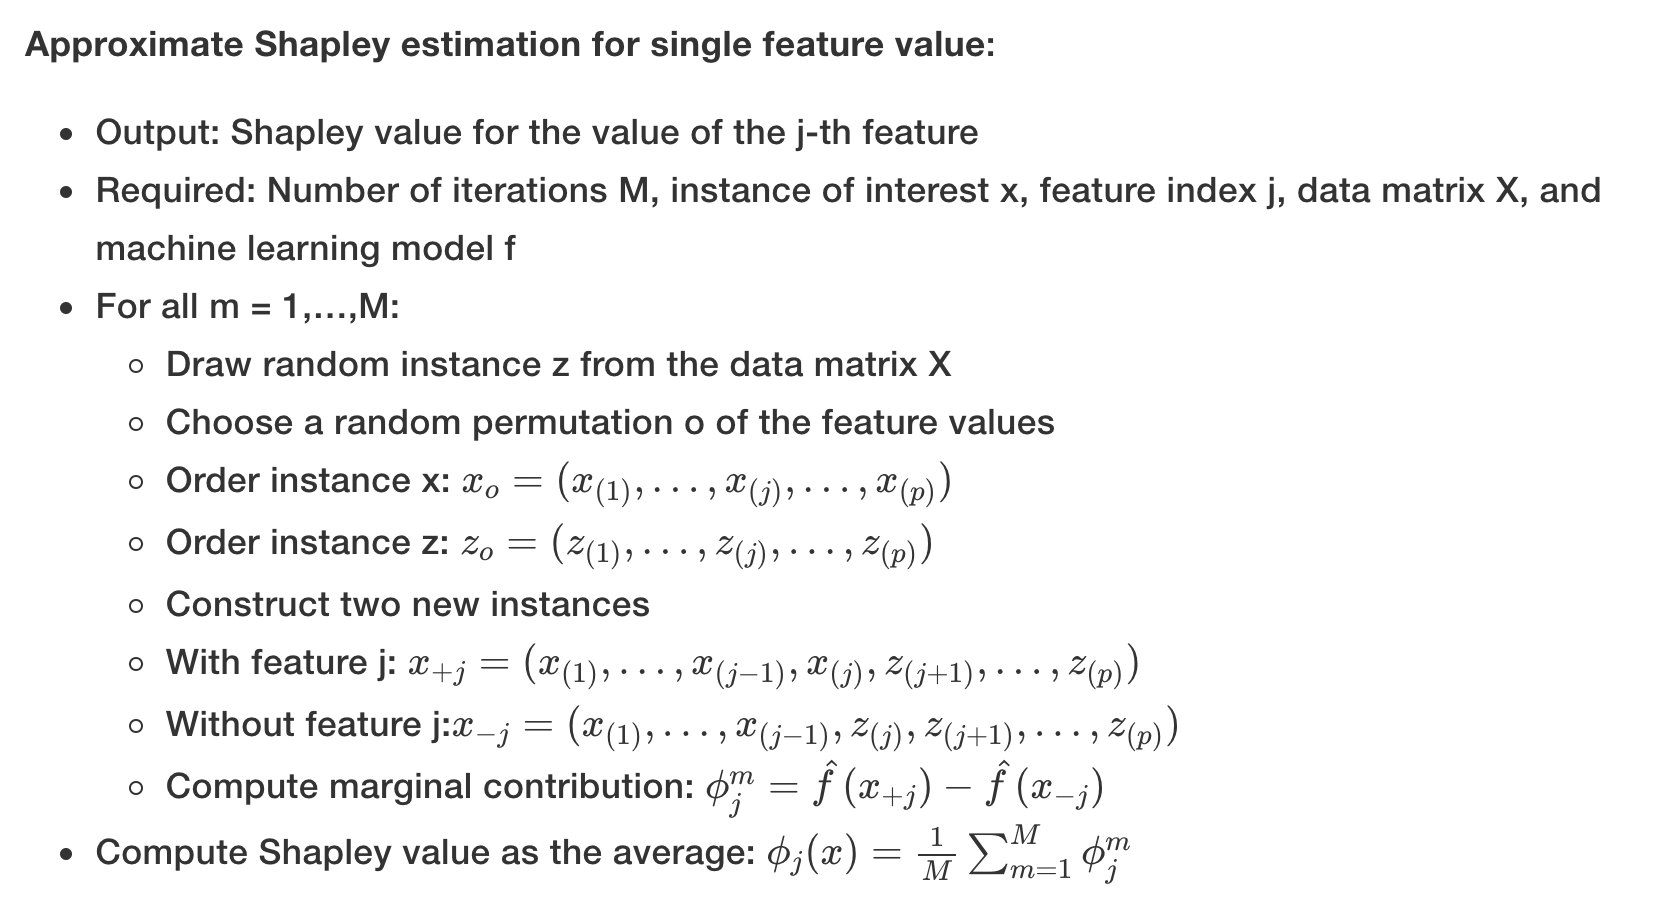 Approximate Shapley estimation for single feature value:
• Output: Shapley value for the value of the j-th feature
• Required: Number of iterations M, instance of interest x, feature index j, data matrix X, and
machine learning model f
• For all m = 1,...,M:
◦ Draw random instance z from the data matrix X
◦ Choose a random permutation o of the feature values
◦ Order instance x: $x_o = (x_{(1)}, \ldots, x_{(j)}, \ldots, x_{(p)})$
◦ Order instance z: $z_o = (z_{(1)}, \ldots, z_{(j)}, \ldots, z_{(p)})$
◦ Construct two new instances
◦ With feature j: $x_{+j} = (x_{(1)}, \ldots, x_{(j-1)}, x_{(j)}, z_{(j+1)}, \ldots, z_{(p)})$
◦ Without feature j:$x_{-j} = (x_{(1)}, \ldots, x_{(j-1)}, z_{(j)}, z_{(j+1)}, \ldots, z_{(p)})$
◦ Compute marginal contribution: $\phi_j^m = \hat{f}(x_{+j}) - \hat{f}(x_{-j})$
• Compute Shapley value as the average: $\phi_j(x) = \frac{1}{M} \sum_{m=1}^{M} \phi_j^m$